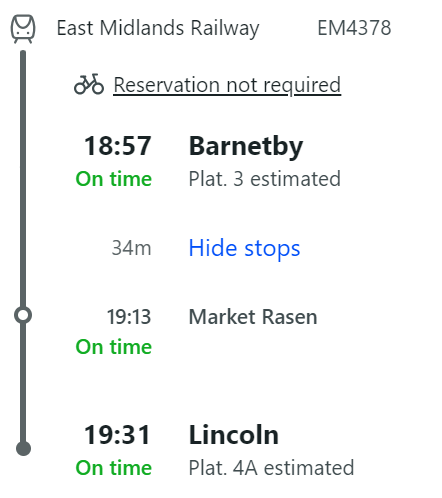 East Midlands Railway EM4378
Reservation not required
18:57 Barnetby
On time Plat. 3 estimated
34m Hide stops
19:13 Market Rasen
On time
19:31 Lincoln
On time Plat. 4A estimated